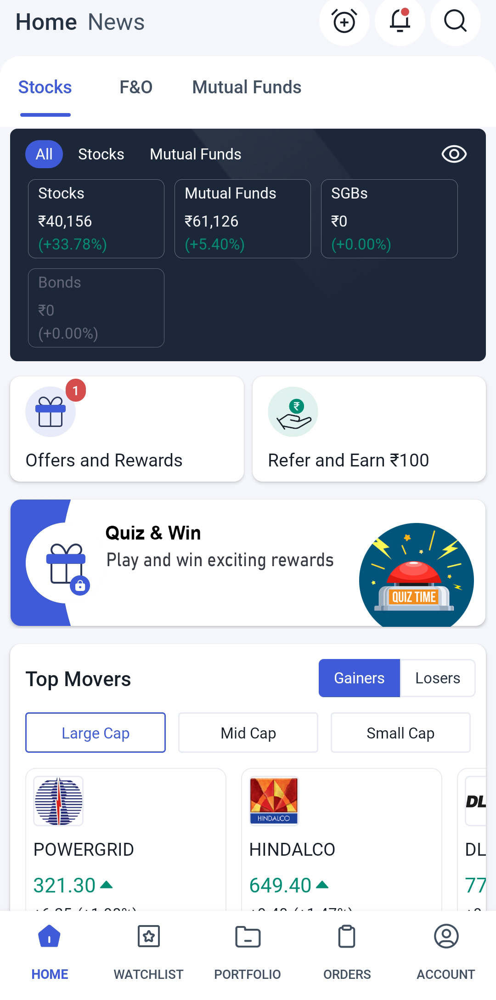 Home News
Stocks F&O Mutual Funds
All Stocks Mutual Funds
Stocks Mutual Funds SGBs
₹40,156 ₹61,126 ₹0
(+33.78%) (+5.40%) (+0.00%)
Bonds
₹0
(+0.00%)
1
₹
Offers and Rewards Refer and Earn ₹100
Quiz & Win
Play and win exciting rewards
QUIZ TIME
Top Movers Gainers Losers
Large Cap Mid Cap Small Cap
HINDALCO DL
POWERGRID HINDALCO DL
321.30 649.40 77
HOME WATCHLIST PORTFOLIO ORDERS ACCOUNT